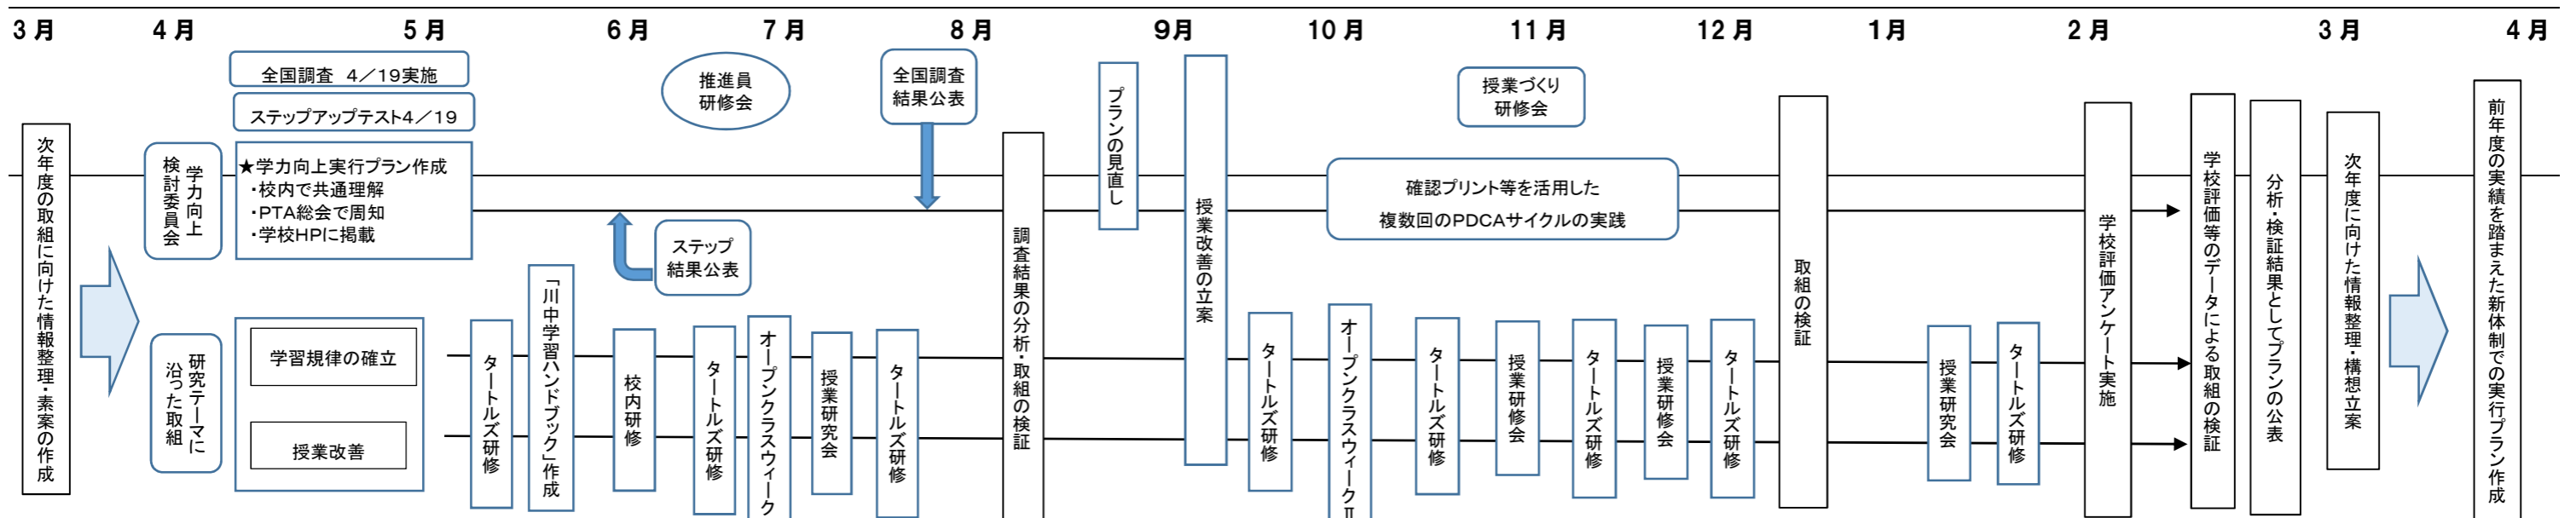 3月
4月
5月
6月
7月
8月
9月
10月
11月
12月
1月
2月
3月
4月
次年度の取組に向けた情報整理・素案の作成
学力向上
検討委員会
研究テーマに
沿った取組
全国調査 4/19実施
ステップアップテスト4/19
★学力向上実行プラン作成
・校内で共通理解
・PTA総会で周知
・学校HPに掲載
学習規律の確立
授業改善
タートルズ研修
「川中学習ハンドブック」作成
ステップ
結果公表
校内研修
推進員
研修会
タートルズ研修
オープンクラスウィーク
授業研究会
全国調査
結果公表
タートルズ研修
調査結果の分析・取組の検証
プランの見直し
授業改善の立案
タートルズ研修
オープンクラスウィークⅡ
確認プリント等を活用した
複数回のPDCAサイクルの実践
タートルズ研修
授業づくり
研修会
授業研修会
タートルズ研修
授業研修会
タートルズ研修
取組の検証
授業研究会
タートルズ研修
学校評価アンケート実施
学校評価等のデータによる取組の検証
分析・検証結果としてプランの公表
次年度に向けた情報整理・構想立案
前年度の実績を踏まえた新体制での実行プラン作成